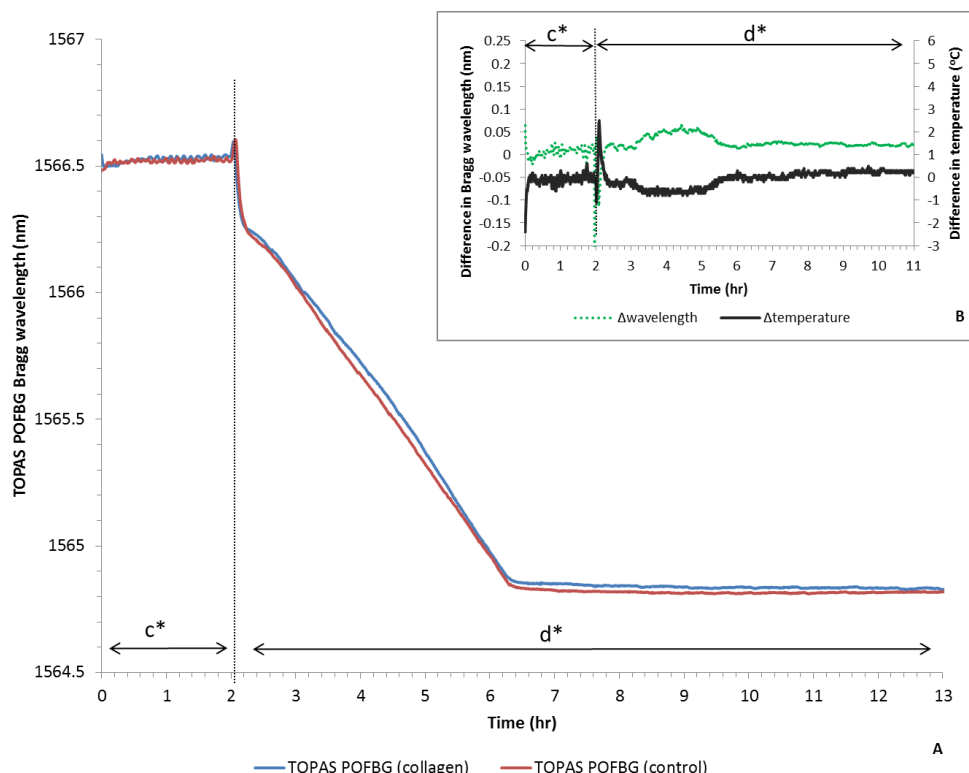 1567
1566.5
1566
1565.5
1565
1564.5
TOPAS POFBG Bragg wavelength (nm)
c*
d*
0 1 2 3 4 5 6 7 8 9 10 11 12 13
Time (hr)
A
TOPAS POFBG (collagen) TOPAS POFBG (control)
c*
d*
0.25
0.2
0.15
0.1
0.05
0
-0.05
-0.1
-0.15
-0.2
Difference in Bragg wavelength (nm)
6
5
4
3
2
1
0
-1
-2
-3
Difference in temperature (°C)
0 1 2 3 4 5 6 7 8 9 10 11
Time (hr)
Δwavelength Δtemperature
B